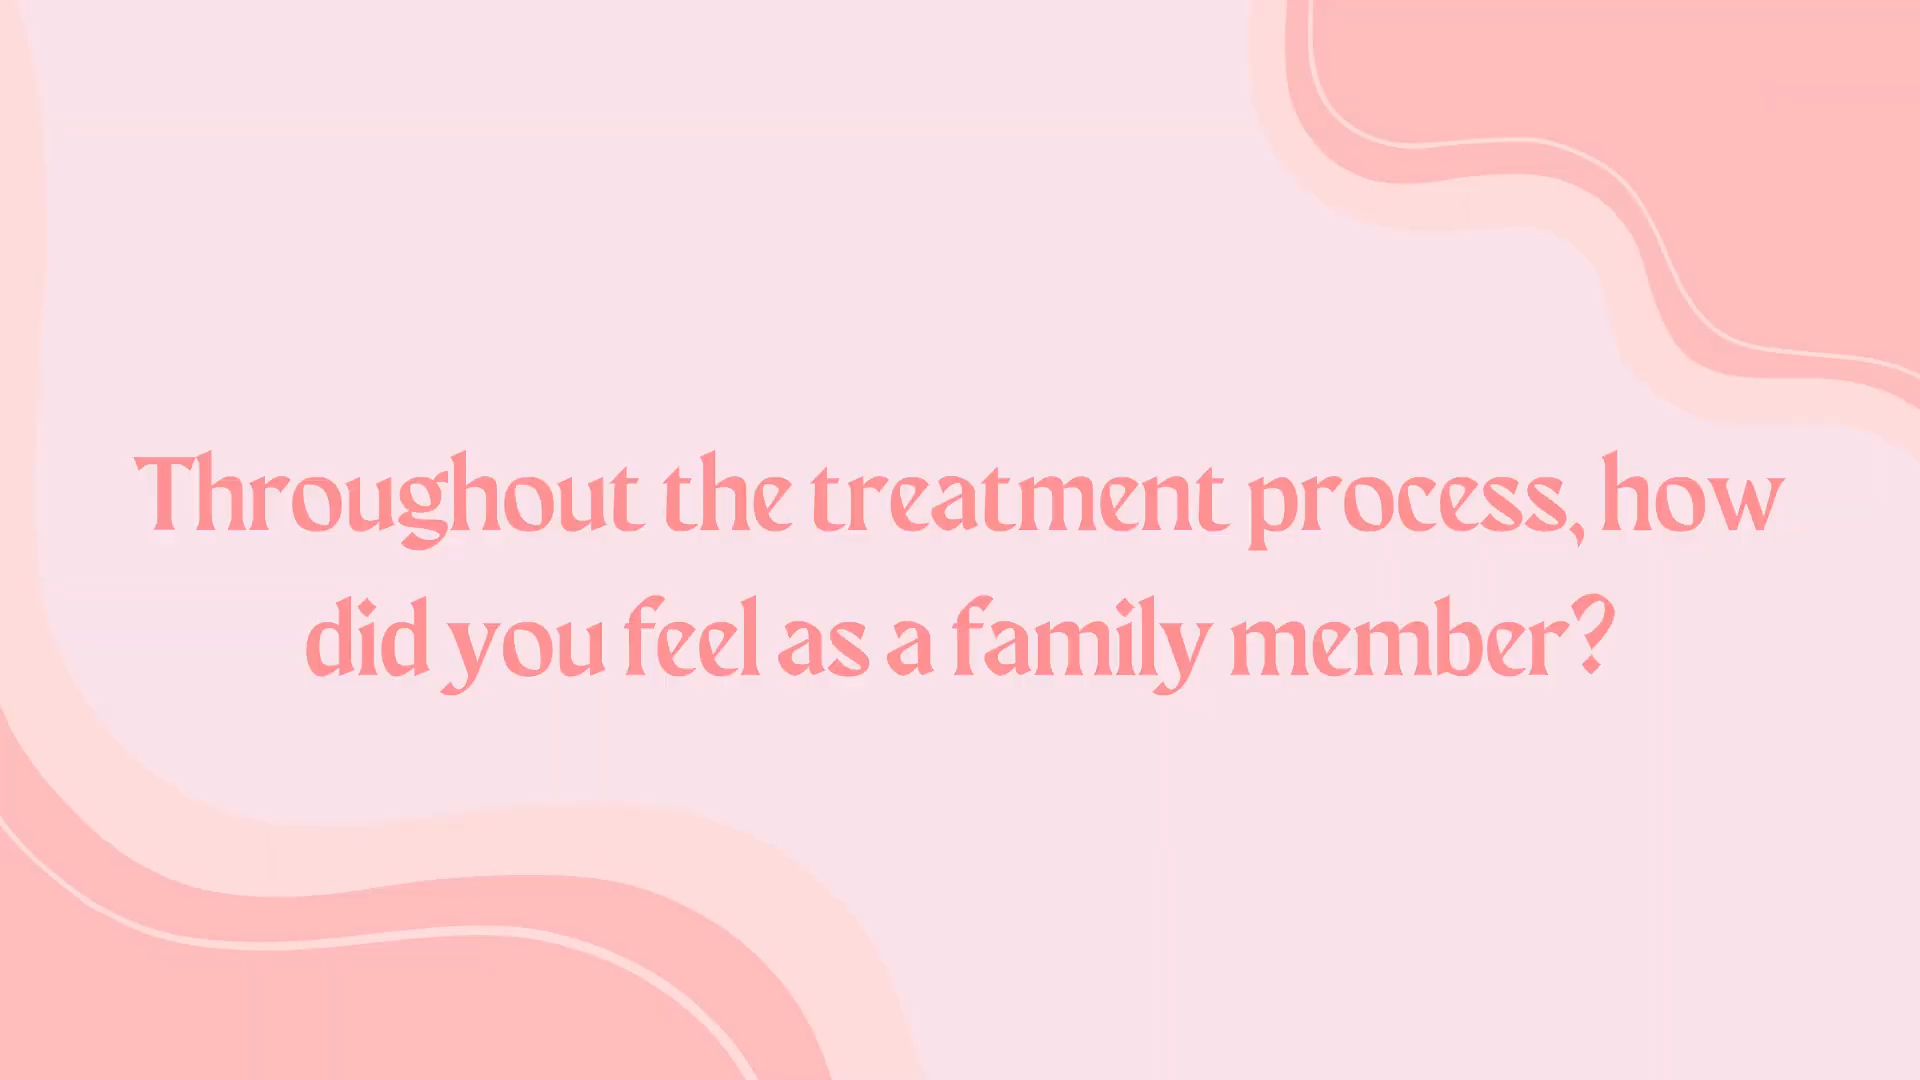 Throughout the treatment process, how
did you feel as a family member?